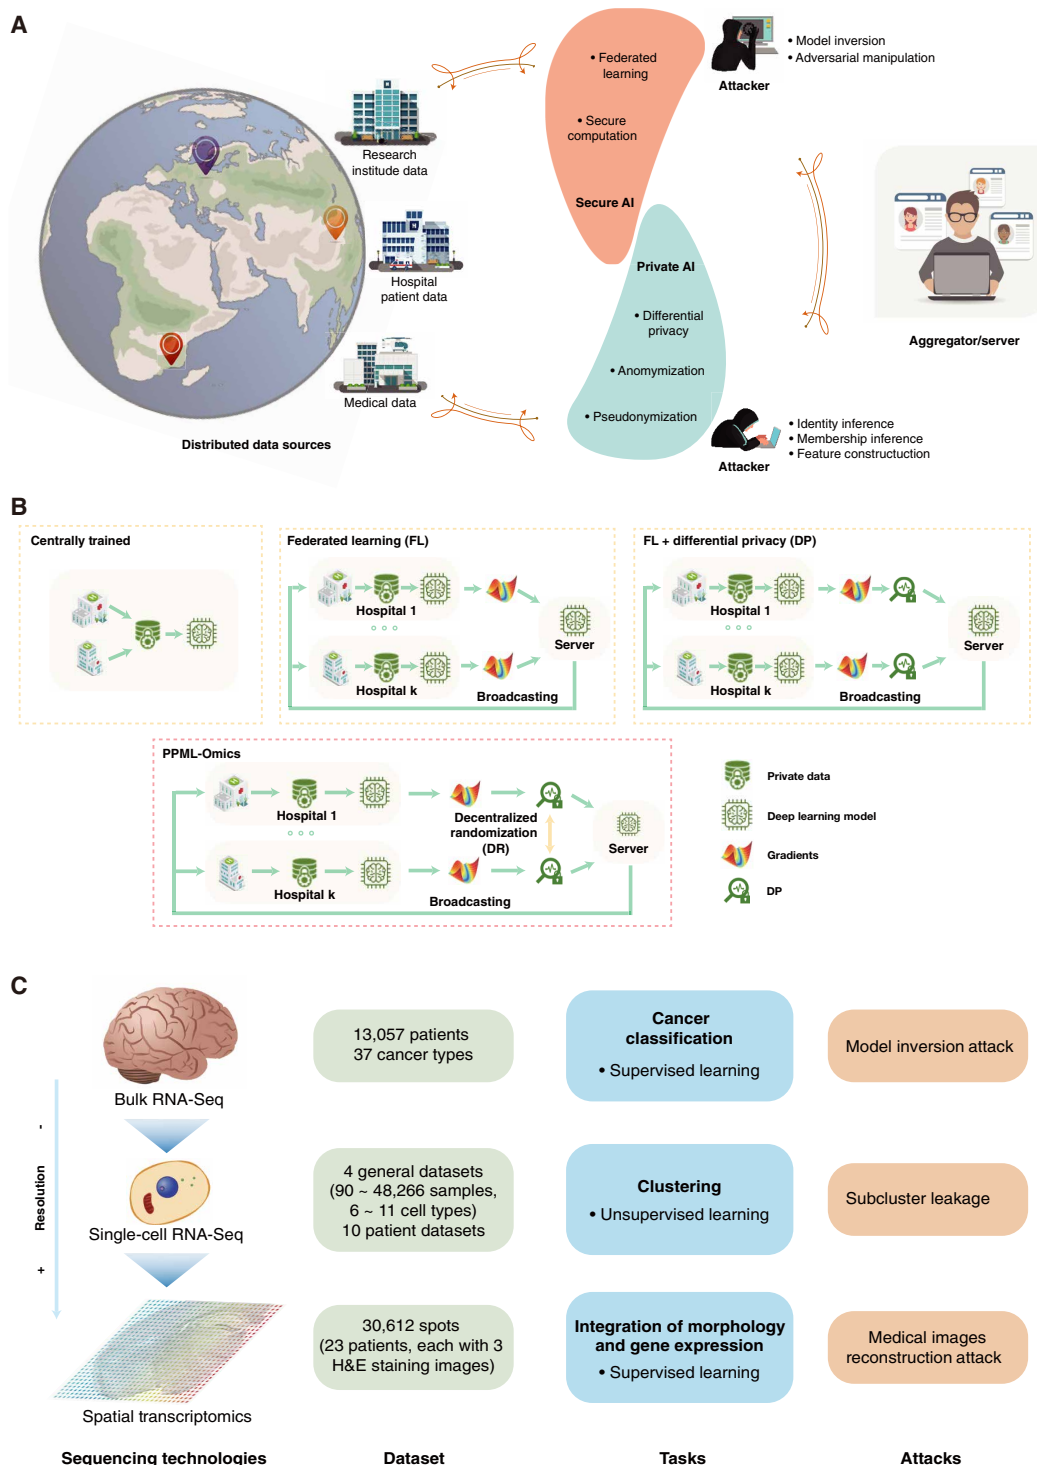 A
Research
institude data
Hospital
patient data
Medical data
Distributed data sources
• Federated
learning
• Secure
computation
Secure AI
Private AI
• Differential
privacy
• Anomymization
• Pseudonymization
Attacker
• Model inversion
• Adversarial manipulation
Aggregator/server
Attacker
• Identity inference
• Membership inference
• Feature constructuction
B
Centrally trained
Federated learning (FL)
Hospital 1
Hospital k
Broadcasting
Server
FL + differential privacy (DP)
Hospital 1
Hospital k
Broadcasting
Server
PPML-Omics
Hospital 1
Hospital k
Decentralized
randomization
(DR)
Broadcasting
Server
Private data
Deep learning model
Gradients
DP
C
- Resolution +
Bulk RNA-Seq
13,057 patients
37 cancer types
Cancer
classification
• Supervised learning
Model inversion attack
Single-cell RNA-Seq
4 general datasets
(90 ~ 48,266 samples,
6 ~ 11 cell types)
10 patient datasets
Clustering
• Unsupervised learning
Subcluster leakage
Spatial transcriptomics
30,612 spots
(23 patients, each with 3
H&E staining images)
Integration of morphology
and gene expression
• Supervised learning
Medical images
reconstruction attack
Sequencing technologies
Dataset
Tasks
Attacks